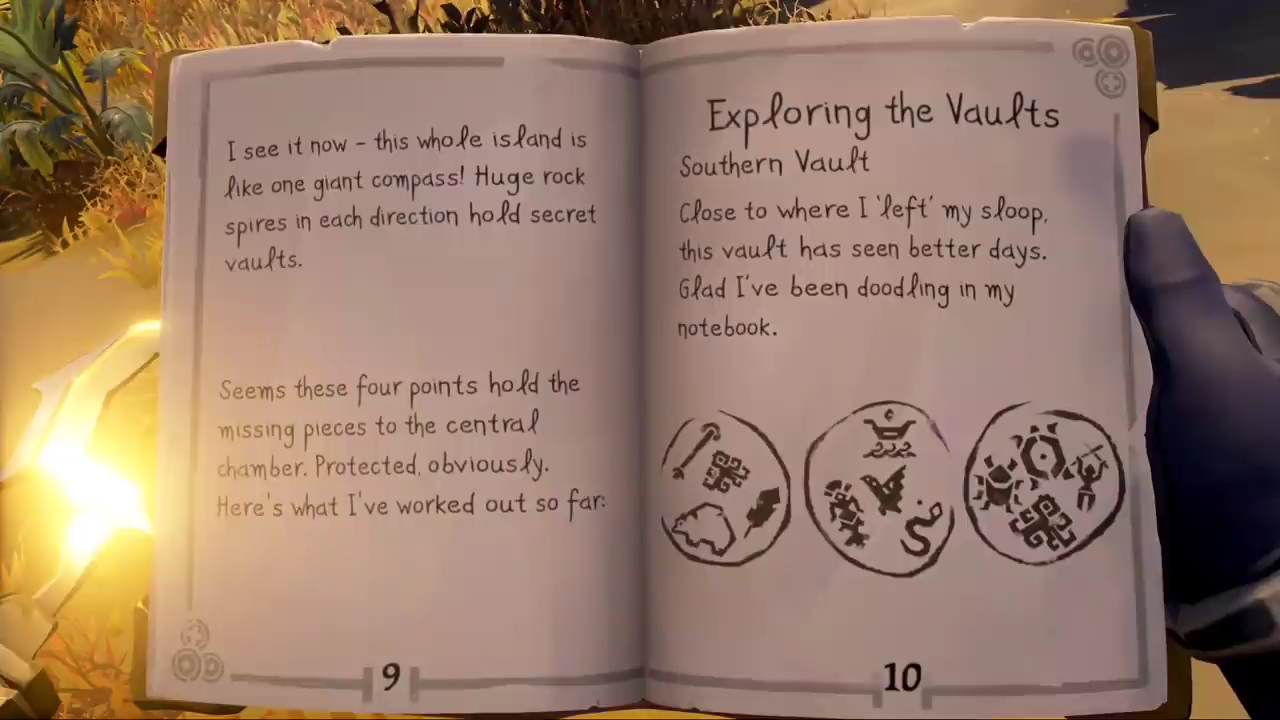 I see it now - this whole island is
like one giant compass! Huge rock
spires in each direction hold secret
vaults.
Seems these four points hold the
missing pieces to the central
chamber. Protected, obviously.
Here's what I've worked out so far:
9
Exploring the Vaults
Southern Vault
Close to where I 'left' my sloop,
this vault has seen better days.
Glad I've been doodling in my
notebook.
10